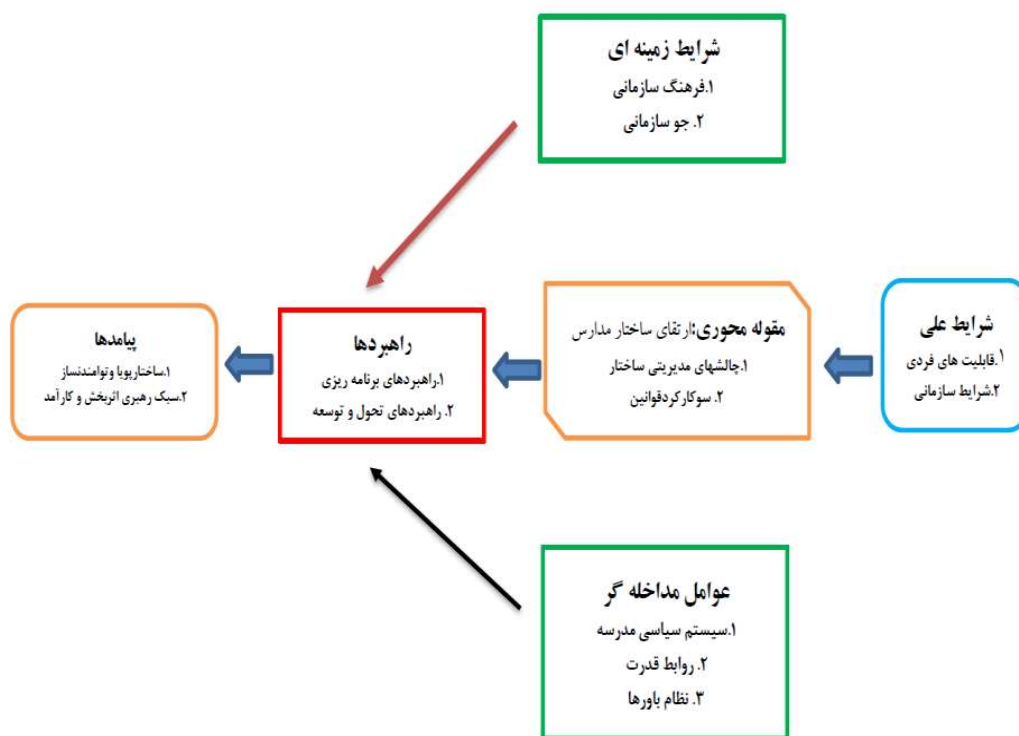 شرایط زمینه ای
۱.فرهنگ سازمانی
۲. جو سازمانی
شرایط علی
۱.قابلیت های فردی
۲.شرایط سازمانی
مقوله محوری:ارتقای ساختار مدارس
۱.چالشهای مدیریتی ساختار
۲. سوکارکردقوانین
راهبردها
۱.راهبردهای برنامه ریزی
۲. راهبردهای تحول و توسعه
پیامدها
۱.ساختارپویا وتوامندنساز
۲.سبک رهبری اثربخش و کارآمد
عوامل مداخله گر
۱.سیستم سیاسی مدرسه
۲. روابط قدرت
۳. نظام باورها